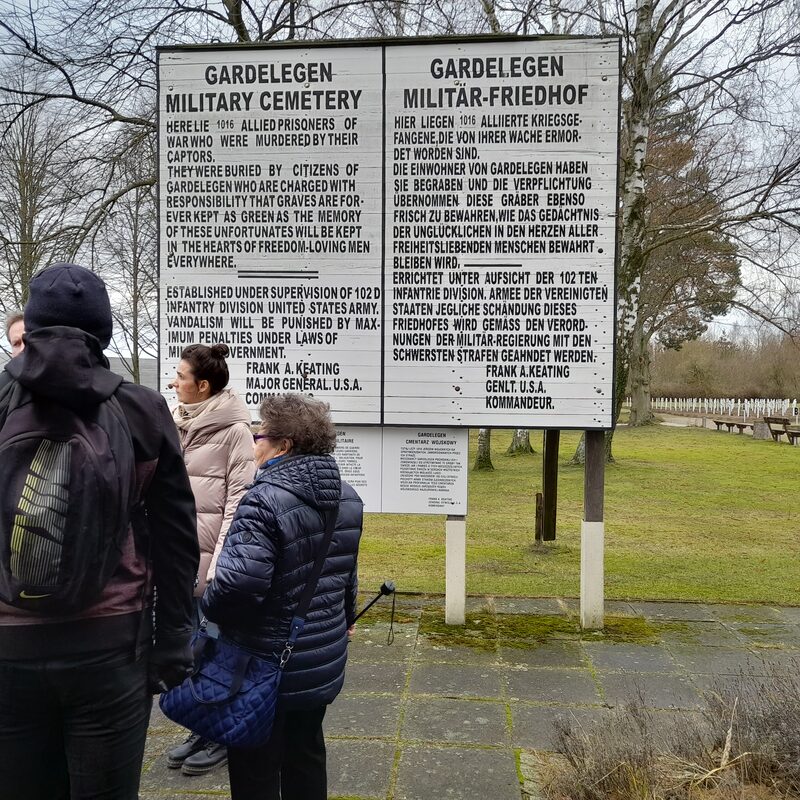 GARDELEGEN
MILITARY CEMETERY
HERE LIE 1016 ALLIED PRISONERS OF
WAR WHO WERE MURDERED BY THEIR
CAPTORS.
THEY WERE BURIED BY CITIZENS OF
GARDELEGEN WHO ARE CHARGED WITH
RESPONSIBILITY THAT GRAVES ARE FOR-
EVER KEPT AS GREEN AS THE MEMORY
OF THESE UNFORTUNATES WILL BE KEPT
IN THE HEARTS OF FREEDOM-LOVING MEN
EVERYWHERE.
ESTABLISHED UNDER SUPERVISION OF 102 D
INFANTRY DIVISION UNITED STATES ARMY.
VANDALISM WILL BE PUNISHED BY MAX-
IMUM PENALTIES UNDER LAWS OF
FRANK A. KEATING
MAJOR GENERAL. U.S.A.
GARDELEGEN
MILITÄR-FRIEDHOF
HIER LIEGEN 1016 ALLIIERTE KRIEGSGE-
FANGENE, DIE VON IHRER WACHE ERMOR-
DET WORDEN SIND.
DIE EINWOHNER VON GARDELEGEN HABEN
SIE BEGRABEN UND DIE VERPFLICHTUNG
ÜBERNOMMEN DIESE GRÄBER EBENSO
FRISCH ZU BEWAHREN, WIE DAS GEDÄCHTNIS
DER UNGLÜCKLICHEN IN DEN HERZEN ALLER
FREIHEITSLIEBENDEN MENSCHEN BEWAHRT
BLEIBEN WIRD.
ERRICHTET UNTER AUFSICHT DER 102 TEN
INFANTRIE DIVISION. ARMEE DER VEREINIGTEN
STAATEN JEGLICHE SCHÄNDUNG DIESES
FRIEDHOFES WIRD GEMÄSS DEN VERORD-
NUNGEN DER MILITÄR-REGIERUNG MIT DEN
SCHWERSTEN STRAFEN GEAHNDET WERDEN.
FRANK A. KEATING
GENLT. U.S.A.
KOMMANDEUR.
GARDELEGEN
CMENTARZ WOJSKOWY